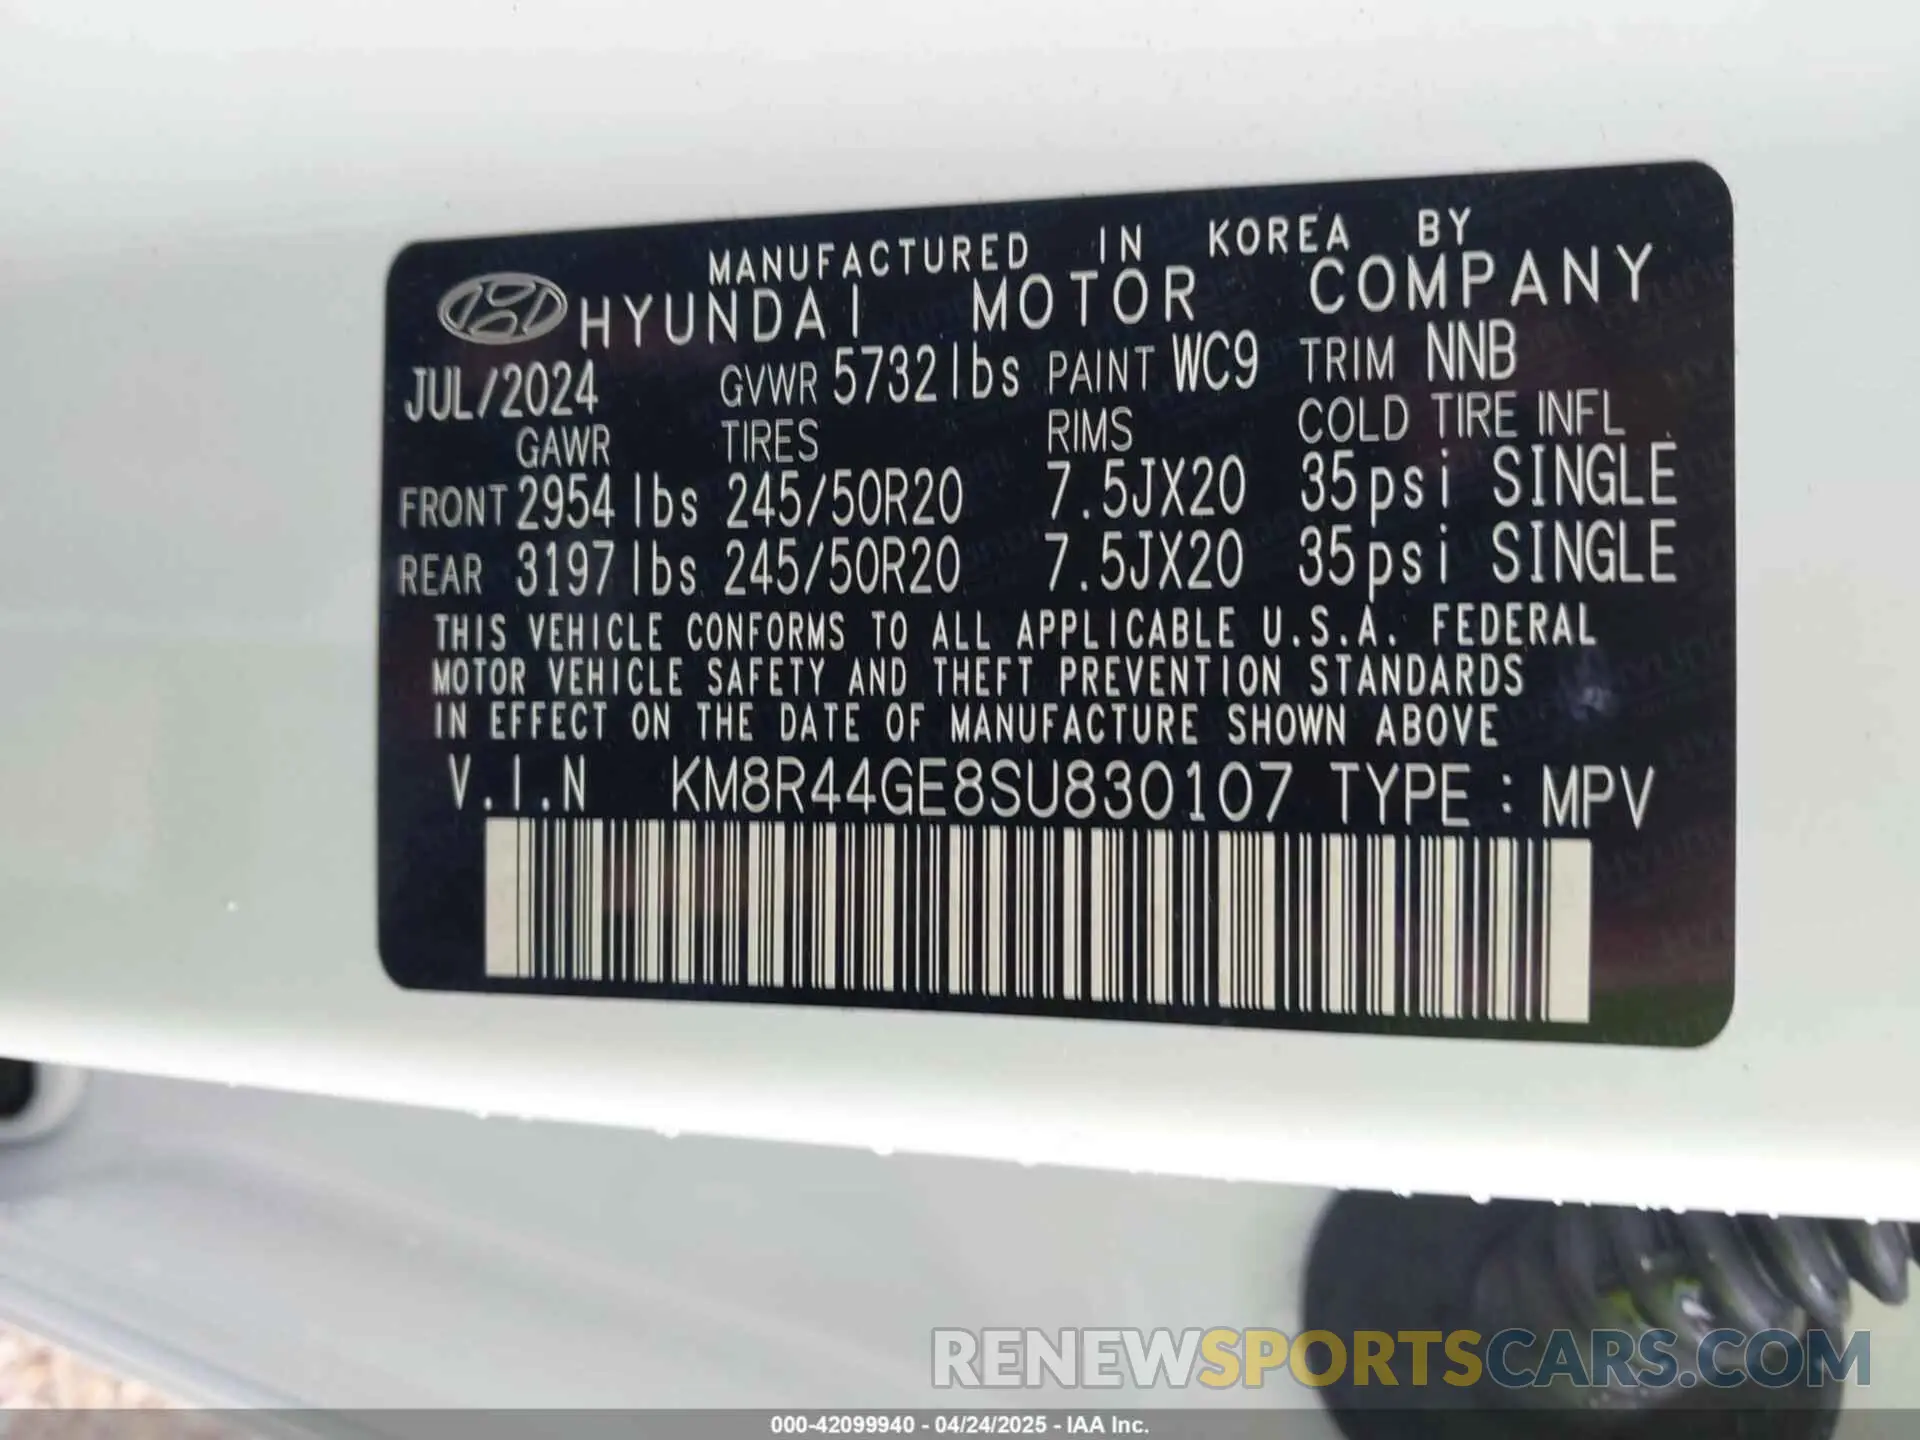 MANUFACTURED IN KOREA BY
HYUNDAI MOTOR COMPANY
JUL/2024 GVWR 5732lbs PAINT WC9 TRIM NNB
GAWR TIRES RIMS COLD TIRE INFL.
FRONT 2954lbs 245/50R20 7.5JX20 35psi SINGLE
REAR 3197lbs 245/50R20 7.5JX20 35psi SINGLE
THIS VEHICLE CONFORMS TO ALL APPLICABLE U.S.A. FEDERAL
MOTOR VEHICLE SAFETY AND THEFT PREVENTION STANDARDS
IN EFFECT ON THE DATE OF MANUFACTURE SHOWN ABOVE
V.I.N KM8R44GE8SU830107 TYPE : MPV
RENEWSPORTSCARS.COM
000-42099940 - 04/24/2025 - IAA Inc.